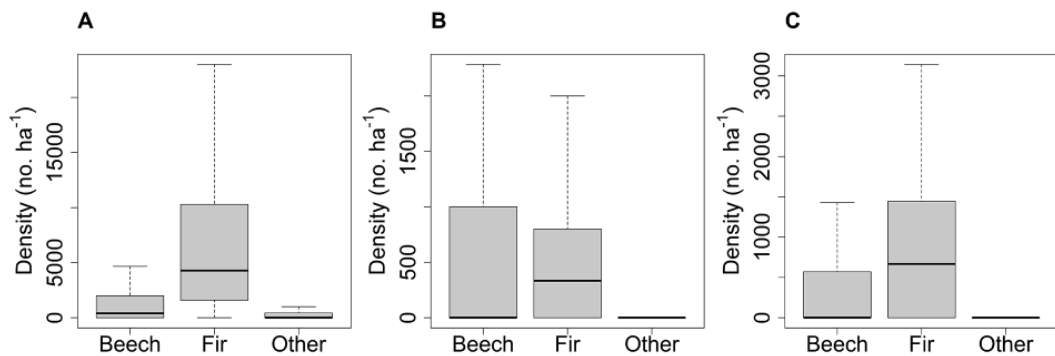 A
Density (no. ha⁻¹)
15000
5000
0
Beech Fir Other
B
Density (no. ha⁻¹)
1500
500
0
Beech Fir Other
C
Density (no. ha⁻¹)
3000
2000
1000
0
Beech Fir Other